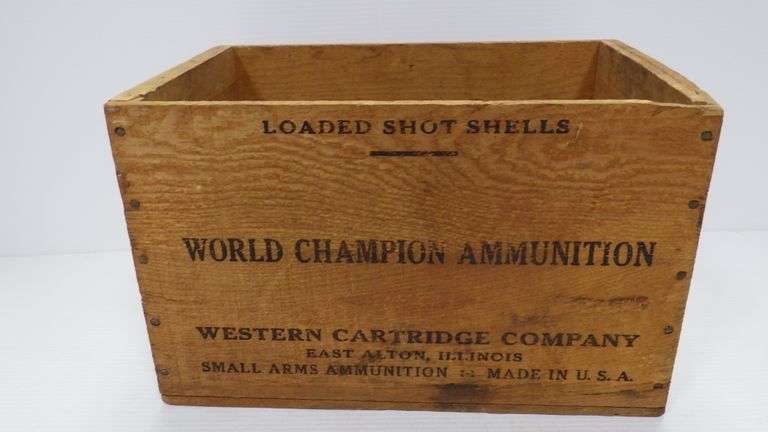 LOADED SHOT SHELLS
WORLD CHAMPION AMMUNITION
WESTERN CARTRIDGE COMPANY
EAST ALTON, ILLINOIS
SMALL ARMS AMMUNITION :-: MADE IN U. S. A.